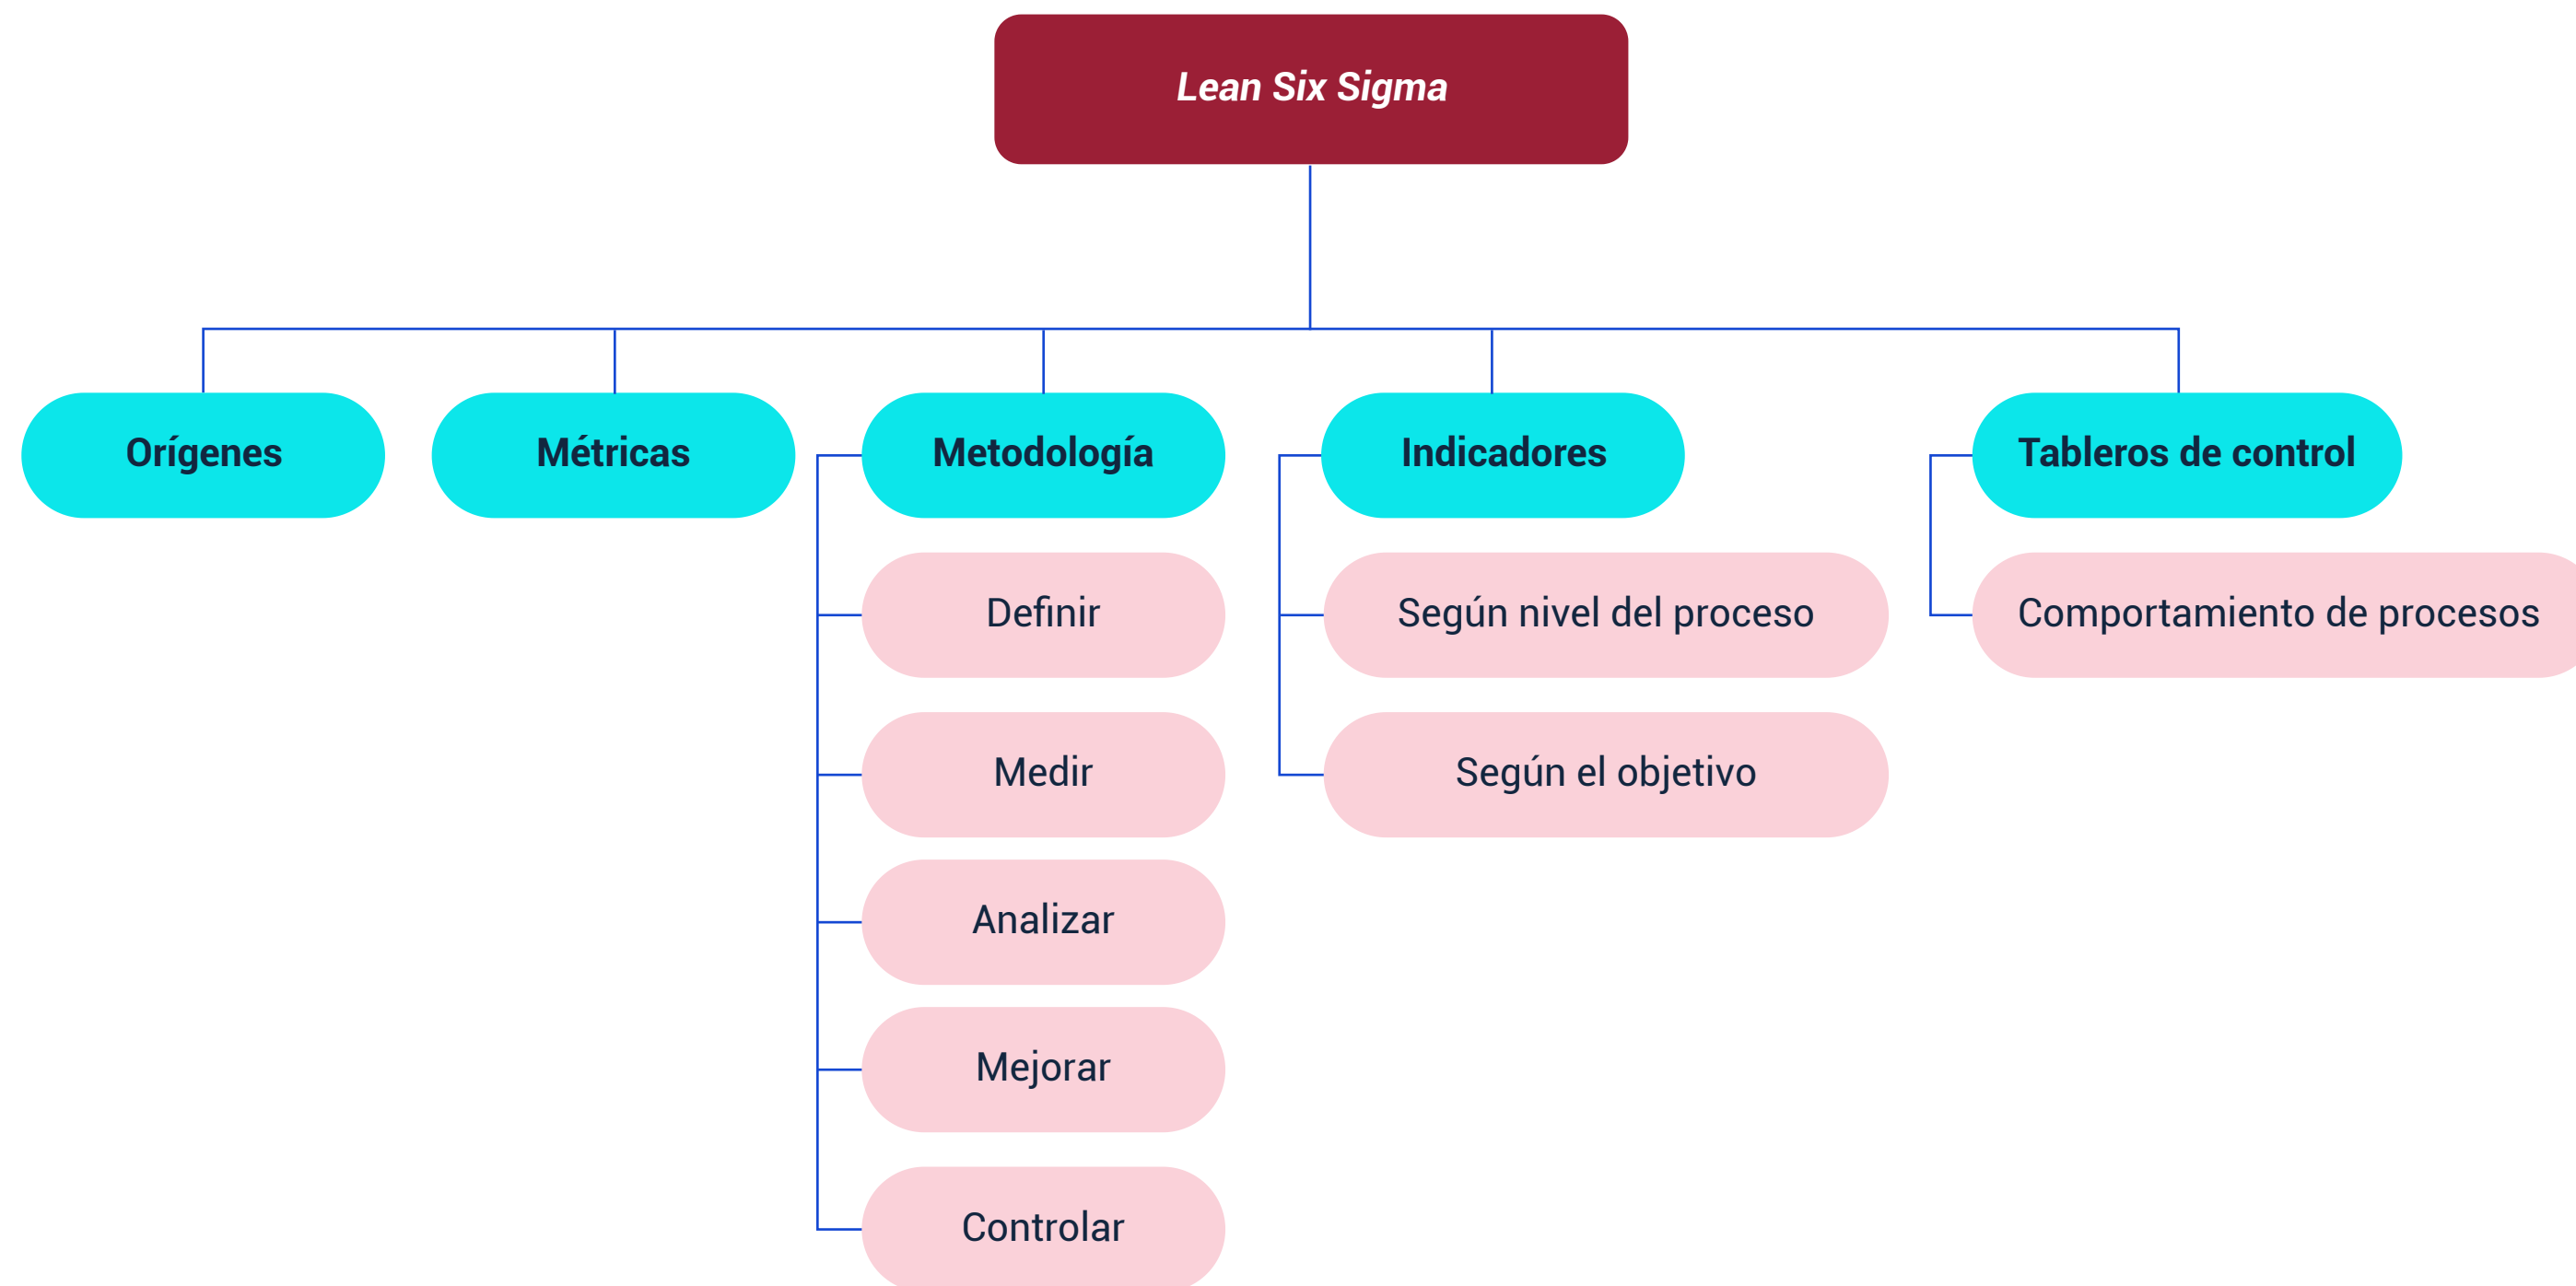 Lean Six Sigma
Orígenes
Métricas
Metodología
Definir
Medir
Analizar
Mejorar
Controlar
Indicadores
Según nivel del proceso
Según el objetivo
Tableros de control
Comportamiento de procesos